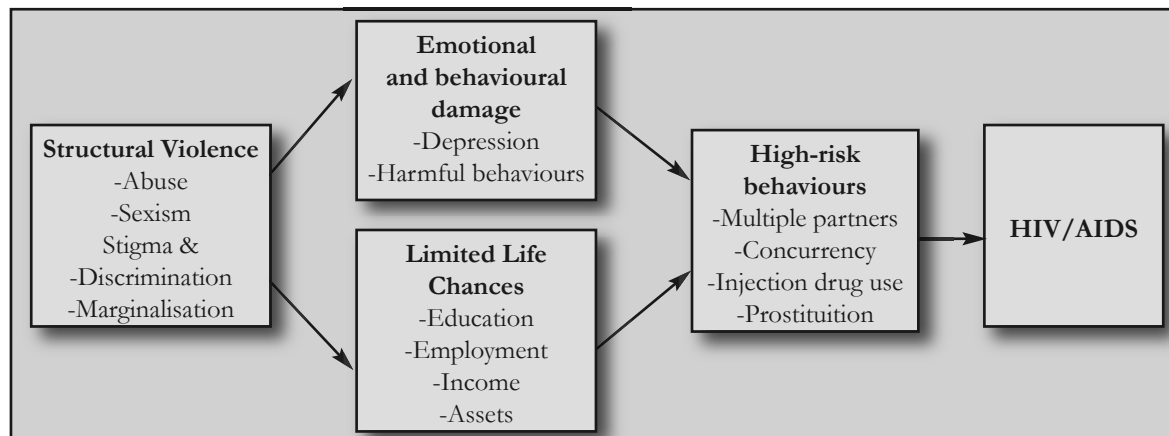 Structural Violence
-Abuse
-Sexism
Stigma &
-Discrimination
-Marginalisation
Emotional
and behavioural
damage
-Depression
-Harmful behaviours
Limited Life
Chances
-Education
-Employment
-Income
-Assets
High-risk
behaviours
-Multiple partners
-Concurrency
-Injection drug use
-Prostituition
HIV/AIDS